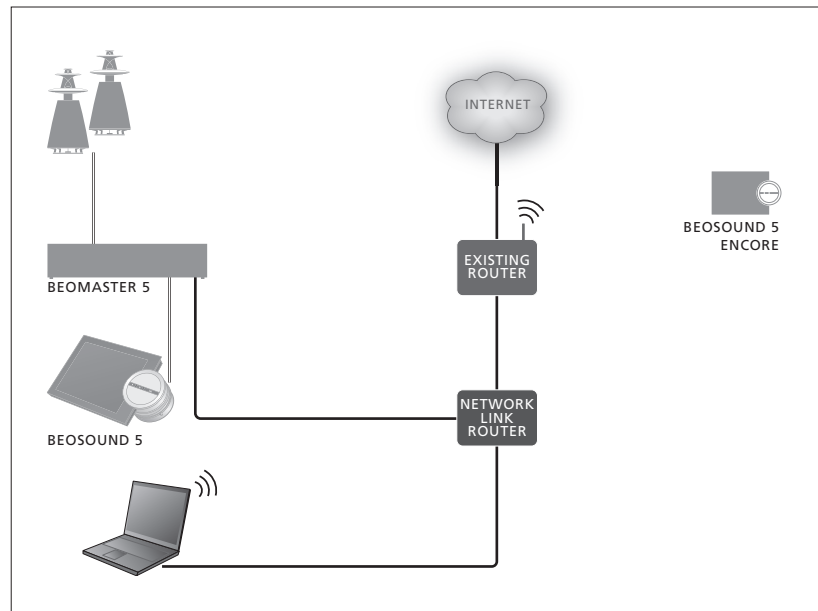 INTERNET
BEOSOUND 5
ENCORE
EXISTING
ROUTER
BEOMASTER 5
NETWORK
LINK
ROUTER
BEOSOUND 5